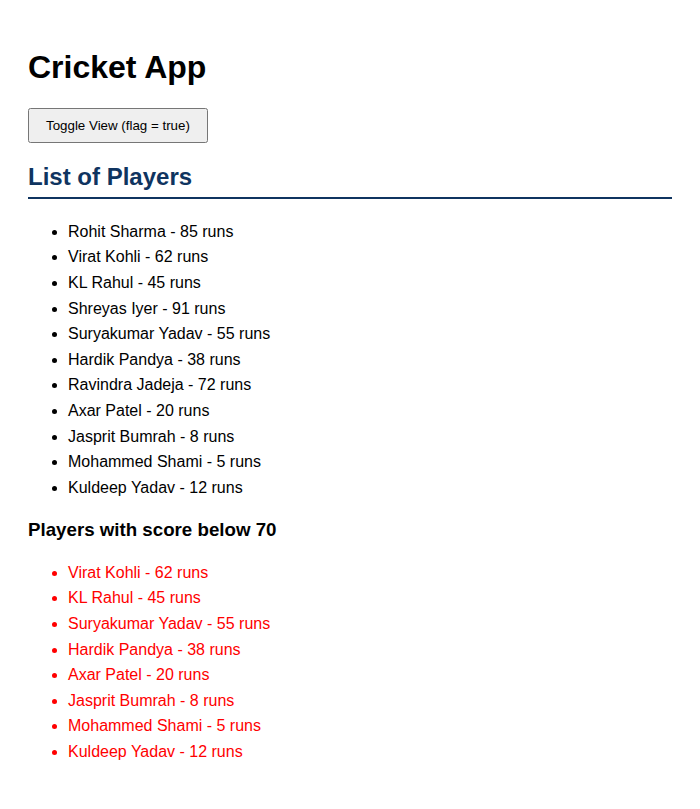 Cricket App
Toggle View (flag = true)
List of Players
Rohit Sharma - 85 runs
Virat Kohli - 62 runs
KL Rahul - 45 runs
Shreyas Iyer - 91 runs
Suryakumar Yadav - 55 runs
Hardik Pandya - 38 runs
Ravindra Jadeja - 72 runs
Axar Patel - 20 runs
Jasprit Bumrah - 8 runs
Mohammed Shami - 5 runs
Kuldeep Yadav - 12 runs
Players with score below 70
Virat Kohli - 62 runs
KL Rahul - 45 runs
Suryakumar Yadav - 55 runs
Hardik Pandya - 38 runs
Axar Patel - 20 runs
Jasprit Bumrah - 8 runs
Mohammed Shami - 5 runs
Kuldeep Yadav - 12 runs